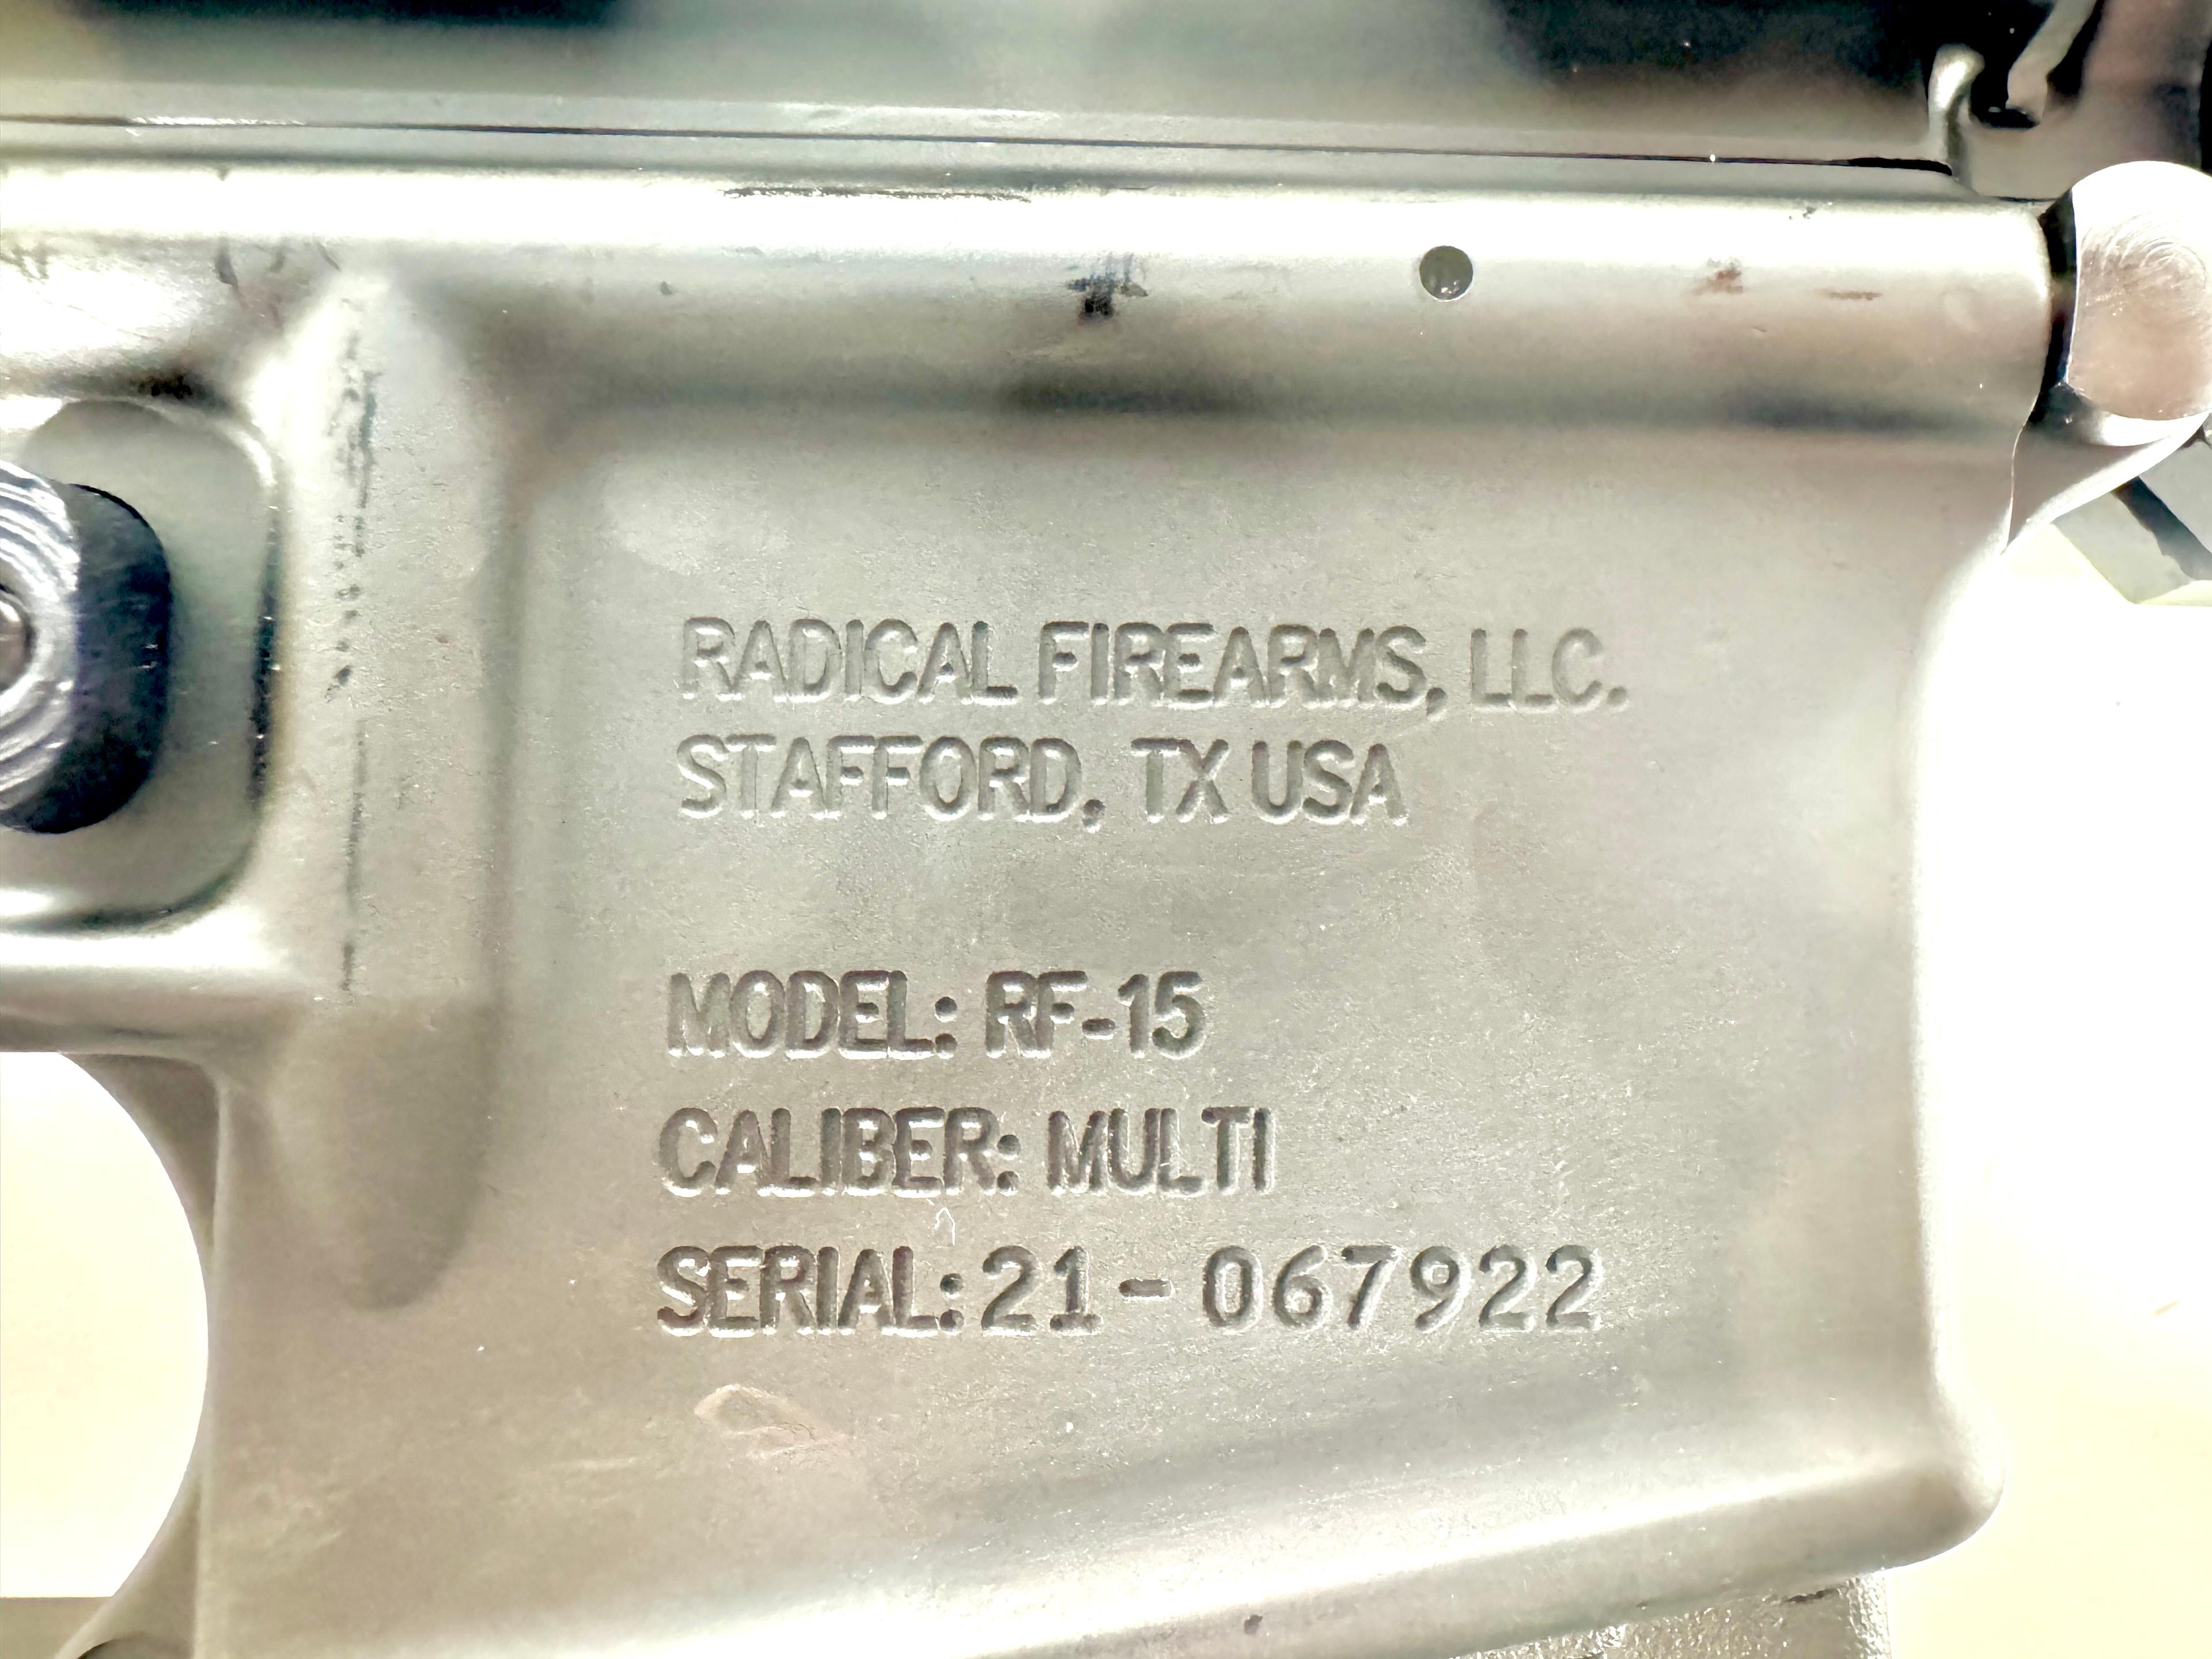 RADICAL FIREARMS, LLC.
STAFFORD, TX USA
MODEL: RF-15
CALIBER: MULTI
SERIAL: 21-067922